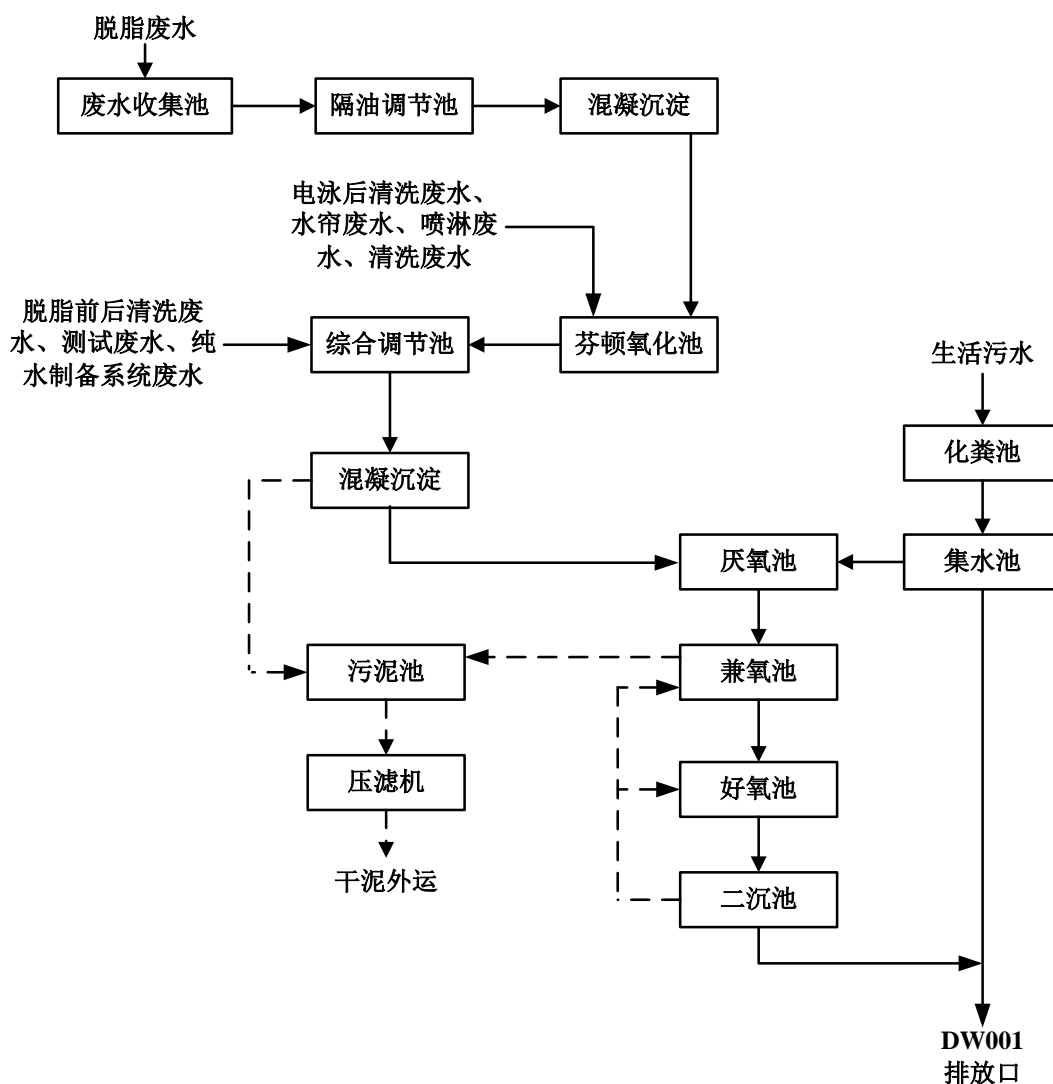 脱脂废水
废水收集池
隔油调节池
混凝沉淀
电泳后清洗废水、
水帘废水、喷淋废
水、清洗废水
脱脂前后清洗废
水、测试废水、纯
水制备系统废水
综合调节池
芬顿氧化池
生活污水
化粪池
混凝沉淀
厌氧池
集水池
污泥池
兼氧池
压滤机
好氧池
干泥外运
二沉池
DW001
排放口